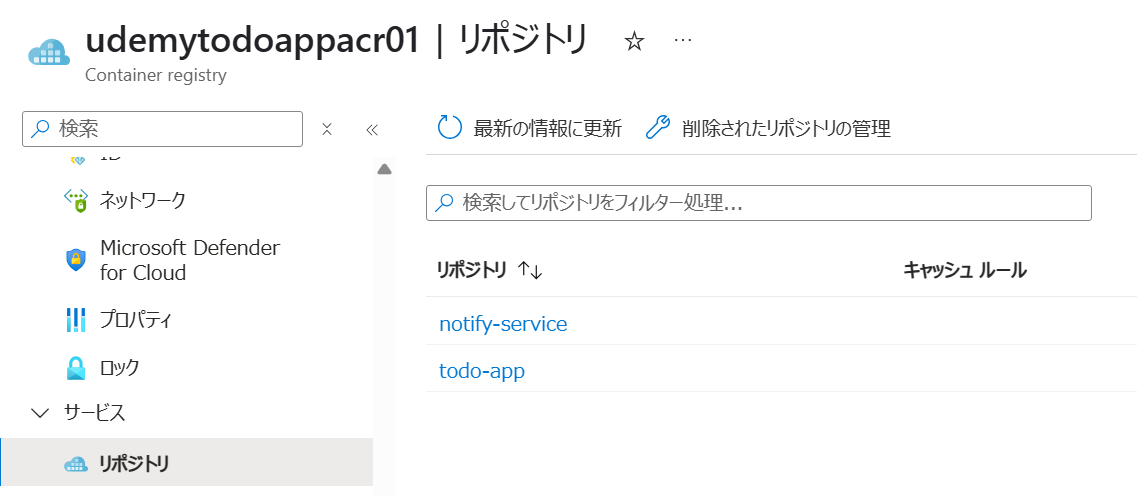 udemytodoappacr01 | リポジトリ
Container registry
検索
最新の情報に更新
削除されたリポジトリの管理
ネットワーク
Microsoft Defender
for Cloud
プロパティ
ロック
サービス
リポジトリ
検索してリポジトリをフィルター処理...
リポジトリ
キャッシュ ルール
notify-service
todo-app